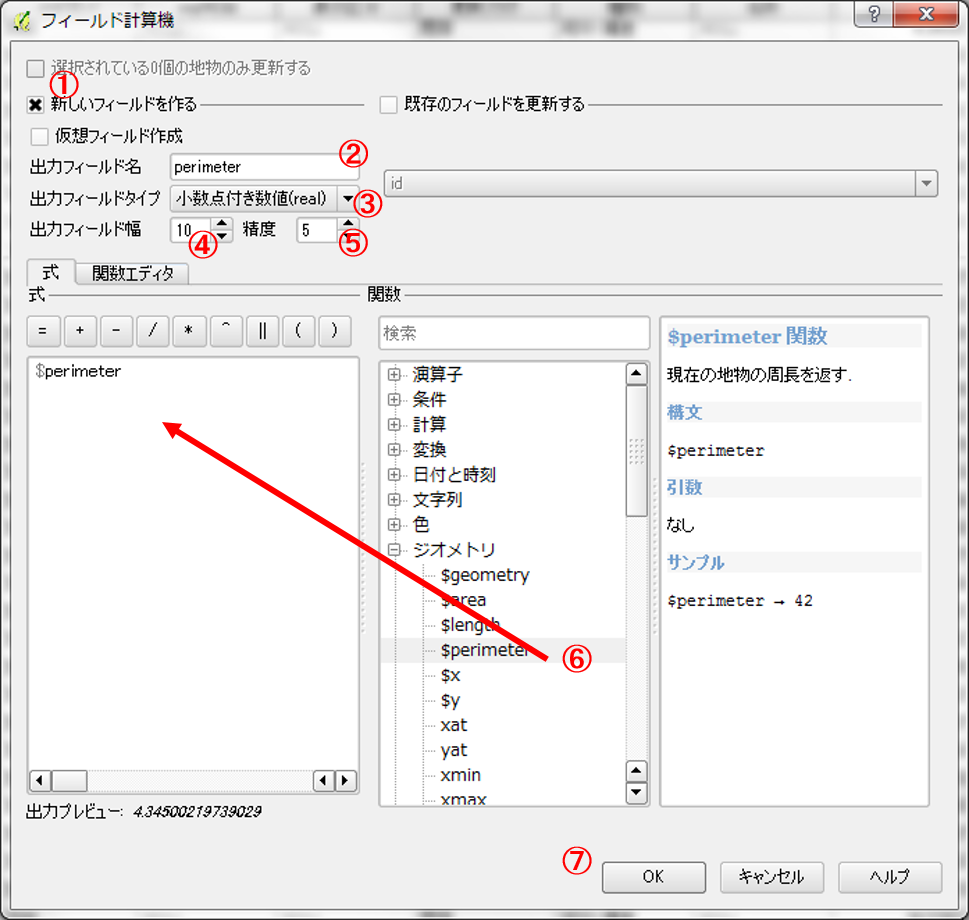 フィールド計算機
選択されている0個の地物のみ更新する
①
新しいフィールドを作る
既存のフィールドを更新する
仮想フィールド作成
出力フィールド名 perimeter ②
id
出力フィールドタイプ 小数点付き数値(real) ③
出力フィールド幅 10 ④ 精度 5 ⑤
式 関数エディタ
式
= + - / * ^ || ( )
$perimeter
出力プレビュー: 4.34500219739029
関数
検索
演算子
条件
計算
変換
日付と時刻
文字列
色
ジオメトリ
$geometry
$area
$length
$perimeter ⑥
$x
$y
xat
yat
xmin
xmax
$perimeter 関数
現在の地物の周長を返す.
構文
$perimeter
引数
なし
サンプル
$perimeter → 42
⑦ OK キャンセル ヘルプ